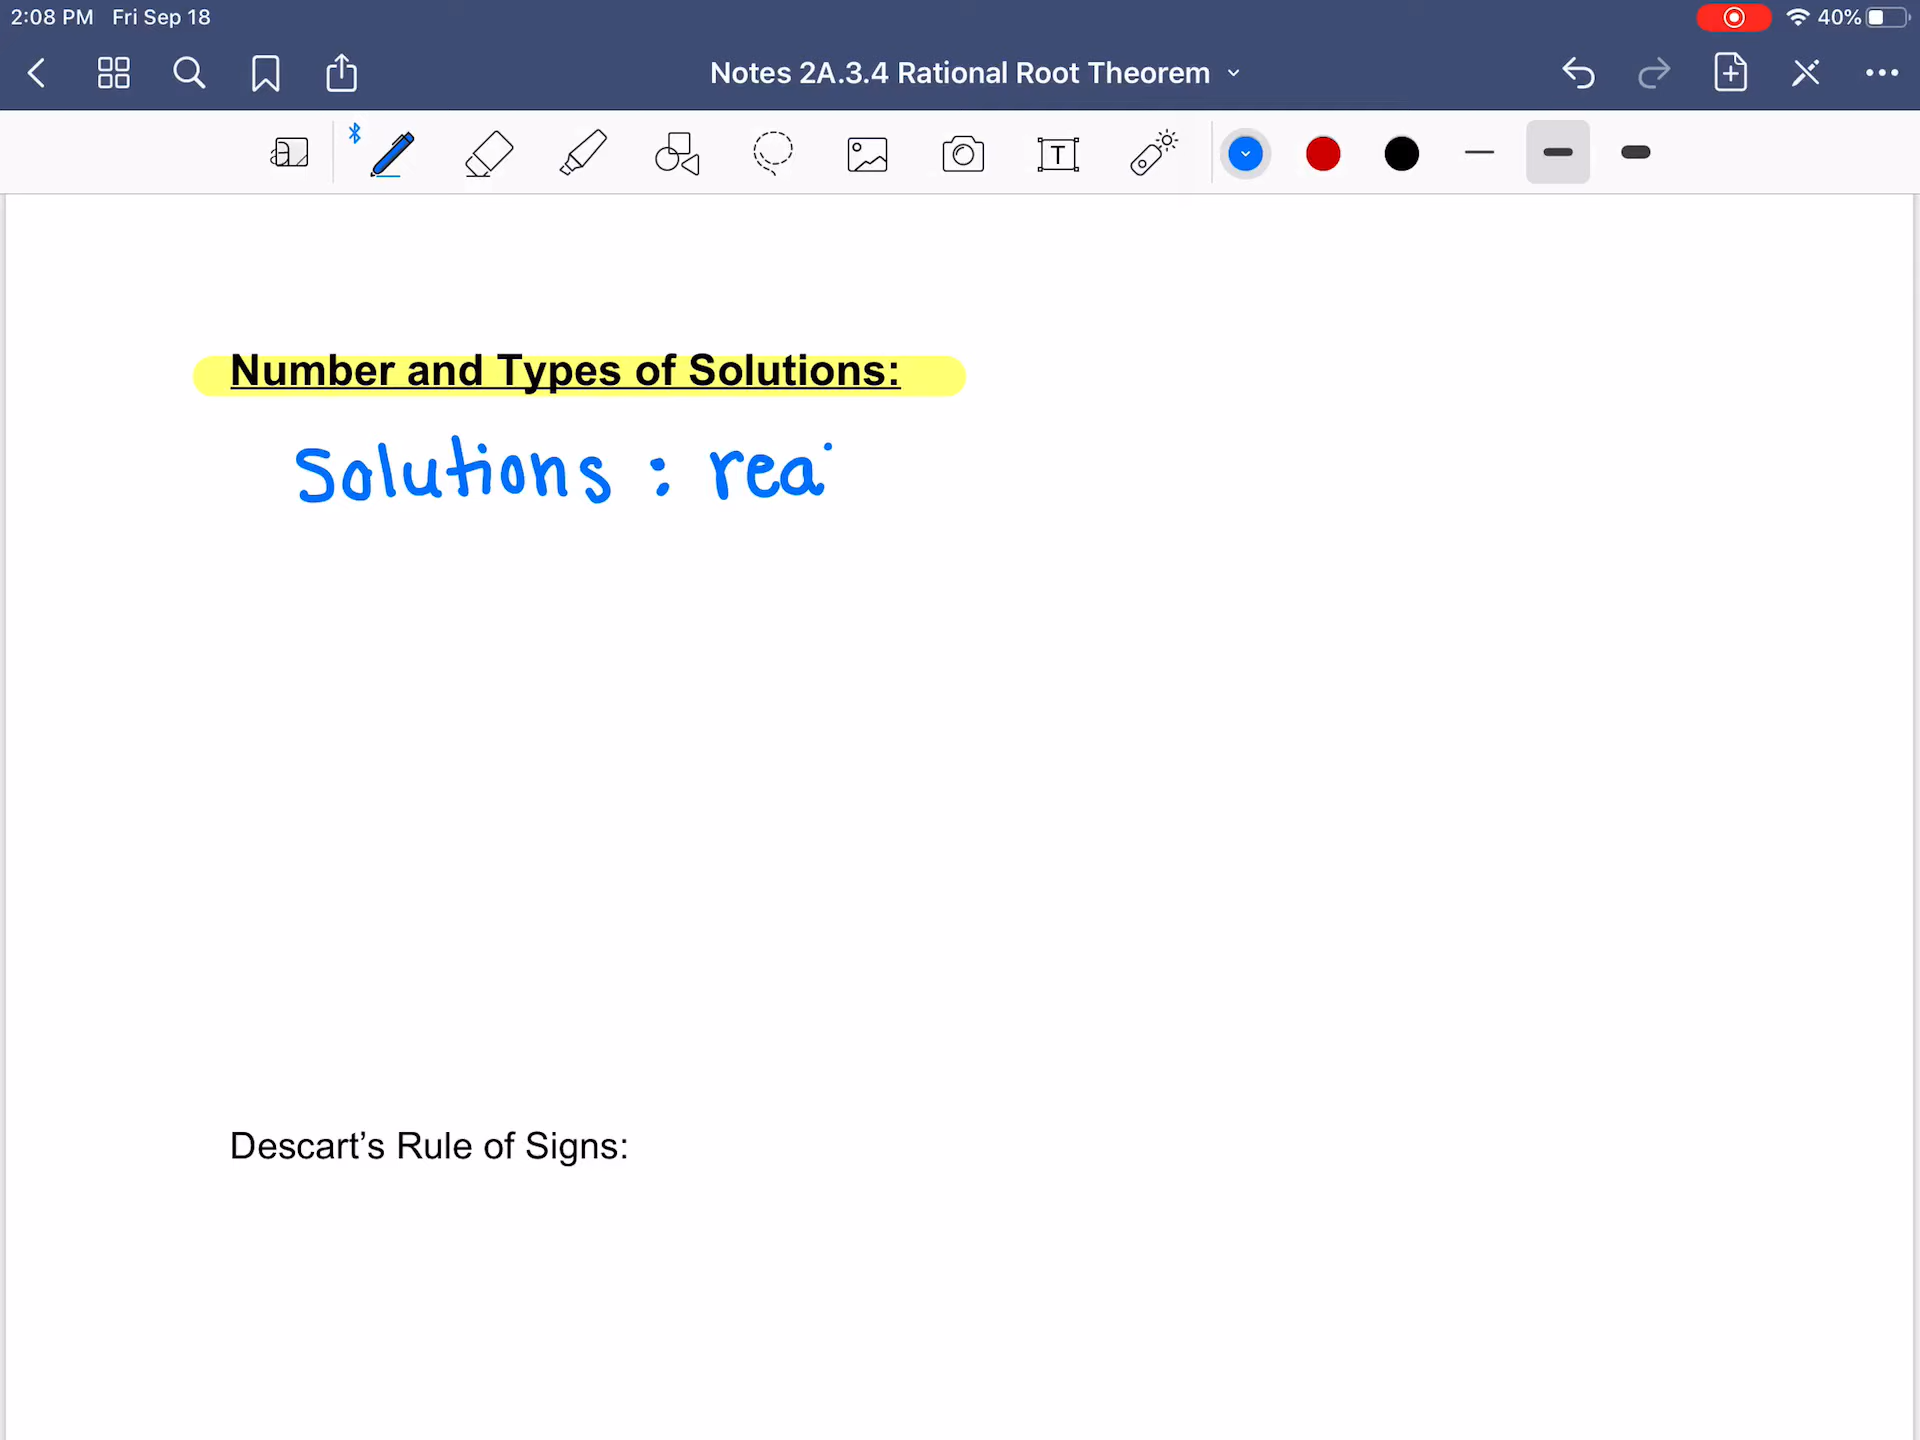 2:08 PM Fri Sep 18 40%
Notes 2A.3.4 Rational Root Theorem
Number and Types of Solutions:
Solutions : rea
Descart’s Rule of Signs: